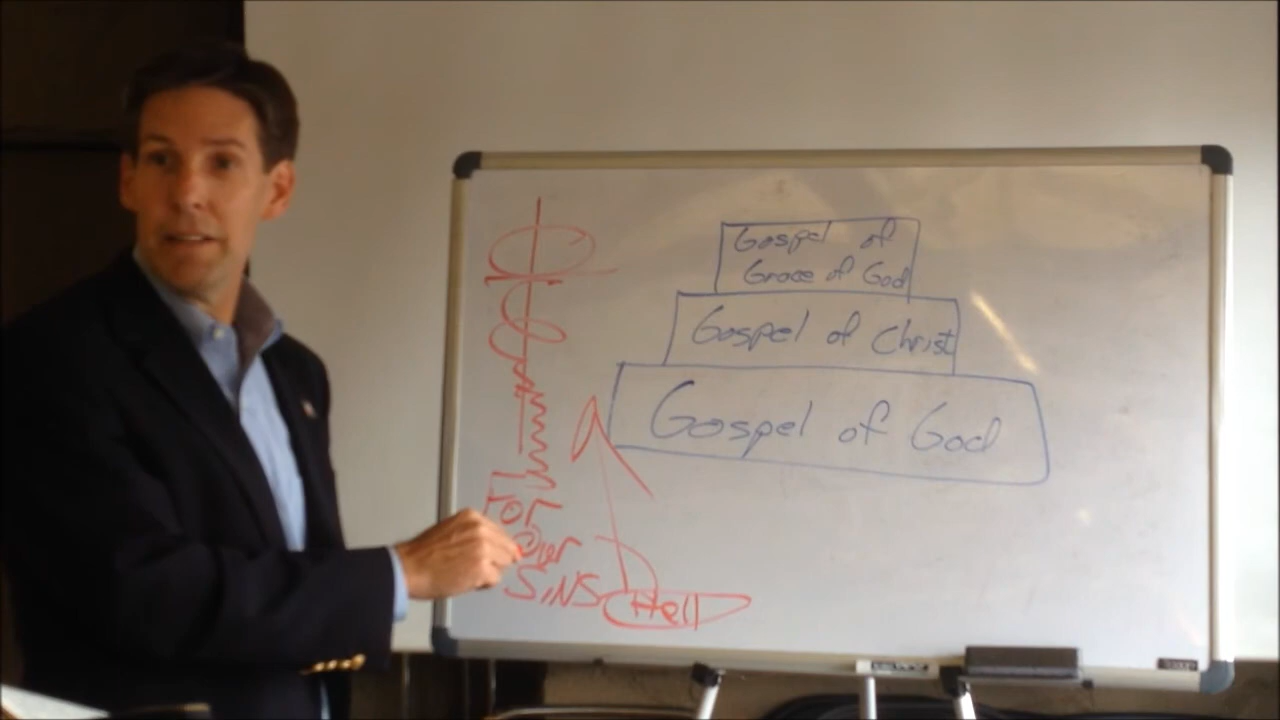 Gospel of
Grace of God
Gospel of Christ
Gospel of God
For
Our
SiNS
Hell